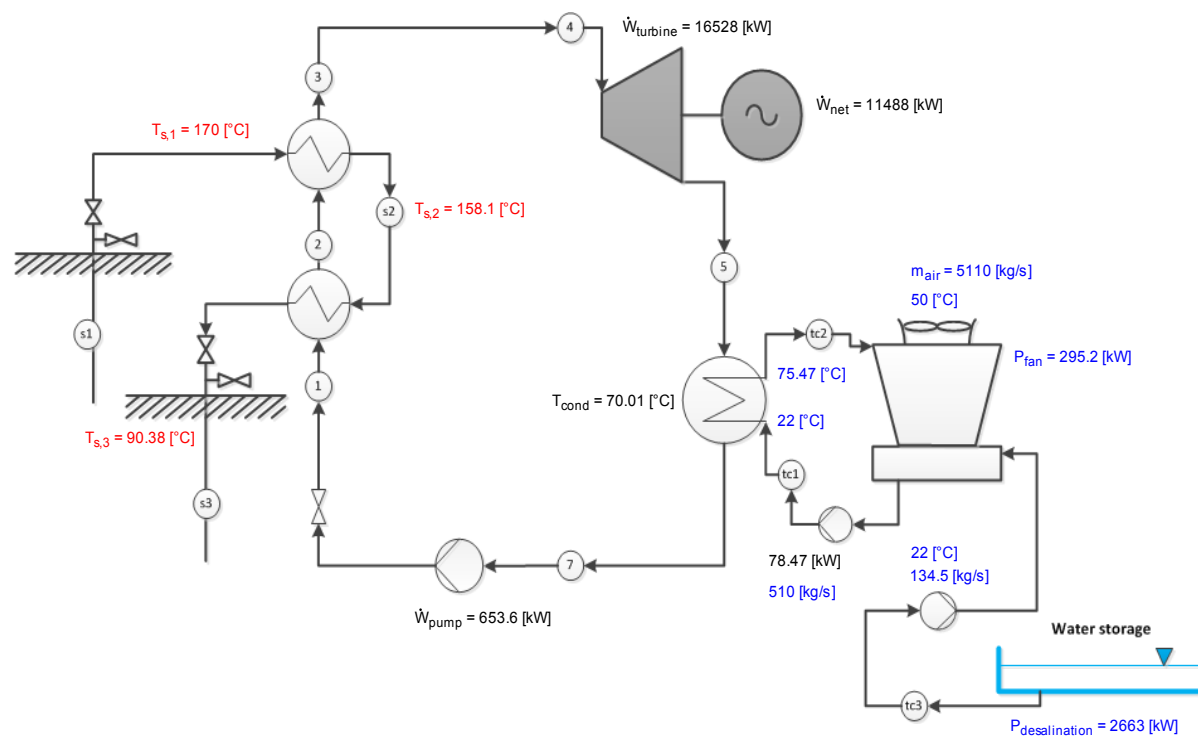 4
Ẇturbine = 16528 [kW]
3
Ẇnet = 11488 [kW]
Ts,1 = 170 [°C]
s2
Ts,2 = 158.1 [°C]
2
5
mair = 5110 [kg/s]
50 [°C]
s1
tc2
Pfan = 295.2 [kW]
75.47 [°C]
1
Tcond = 70.01 [°C]
22 [°C]
Ts,3 = 90.38 [°C]
tc1
s3
78.47 [kW]
510 [kg/s]
22 [°C]
134.5 [kg/s]
7
Ẇpump = 653.6 [kW]
Water storage
tc3
Pdesalination = 2663 [kW]